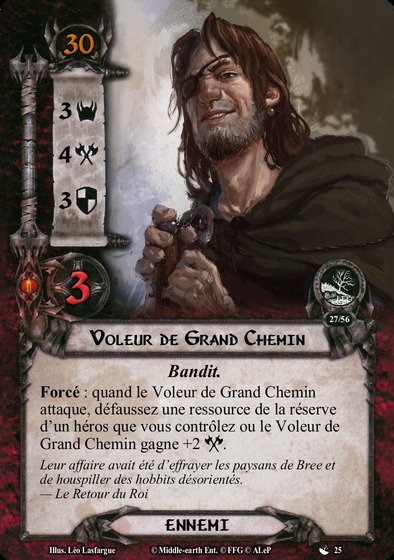 30
3
4
3
3
27/56
Voleur de Grand Chemin
Bandit.
Forcé : quand le Voleur de Grand Chemin
attaque, défaussez une ressource de la réserve
d'un héros que vous contrôlez ou le Voleur de
Grand Chemin gagne +2 .
Leur affaire avait été d'effrayer les paysans de Bree et
de houspiller des hobbits désorientés.
— Le Retour du Roi
ENNEMI
Illus. Léo Lasfargue © Middle-earth Ent. © FFG © ALeP 25